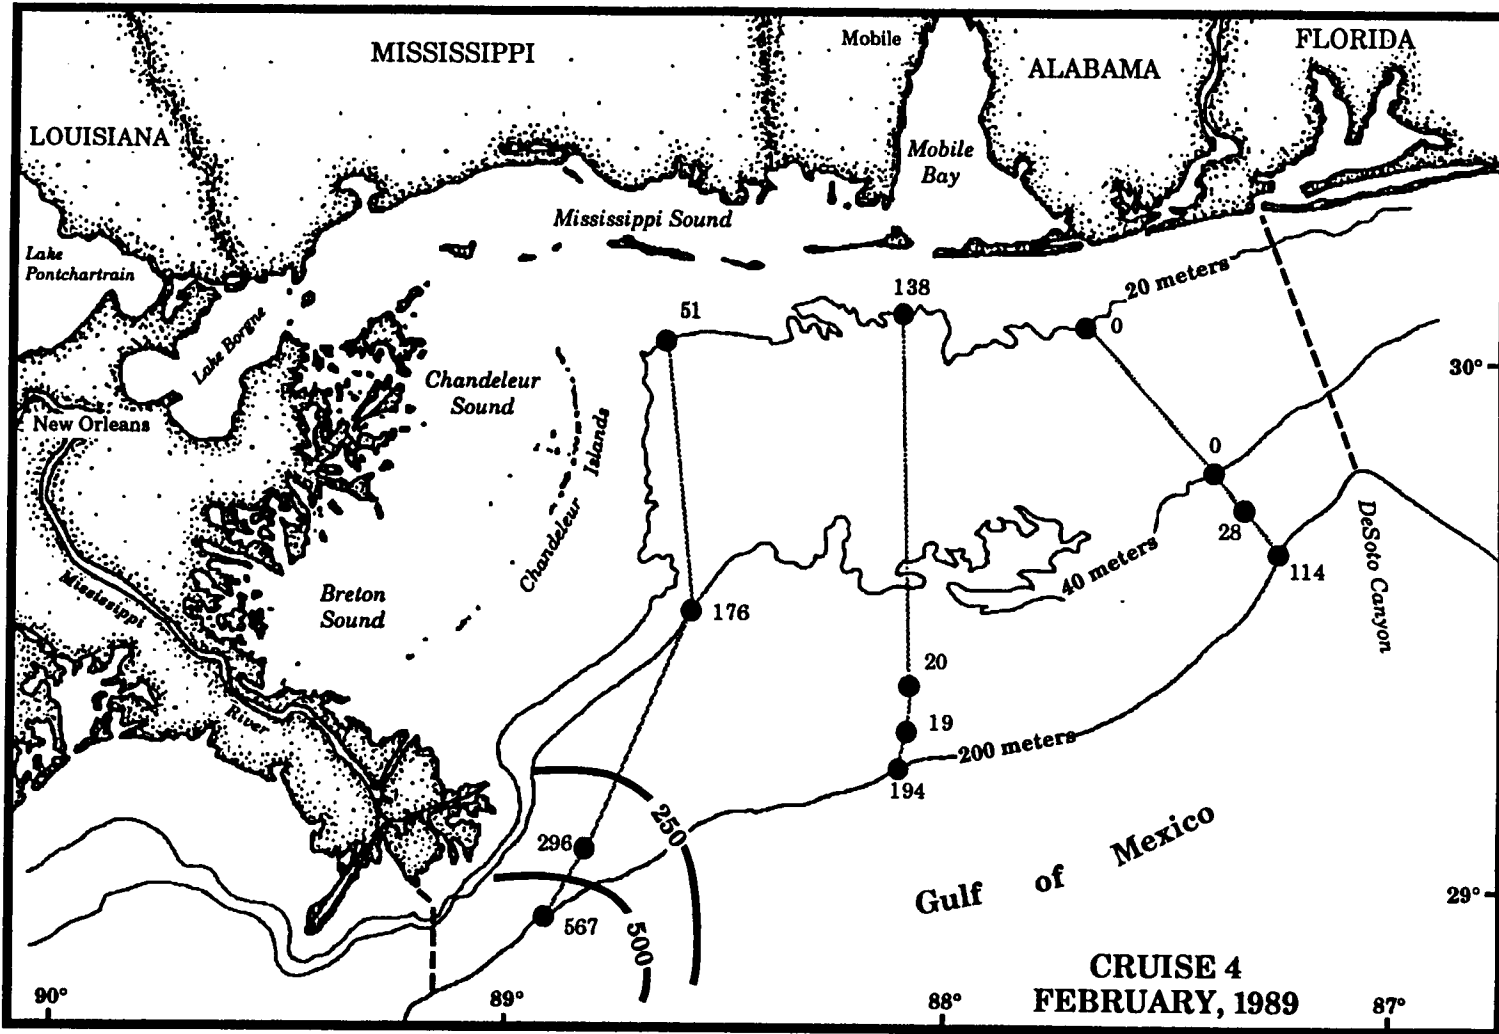 MISSISSIPPI
Mobile
ALABAMA
FLORIDA
LOUISIANA
Mobile
Bay
Mississippi Sound
Lake
Pontchartrain
20 meters
138
51
0
Lake Borgne
30°
Chandeleur
Sound
New Orleans
Chandeleur Islands
0
28
DeSoto Canyon
114
40 meters
Mississippi
River
Breton
Sound
176
20
19
200 meters
194
250
296
Gulf of Mexico
29°
567
500
CRUISE 4
FEBRUARY, 1989
90°
89°
88°
87°